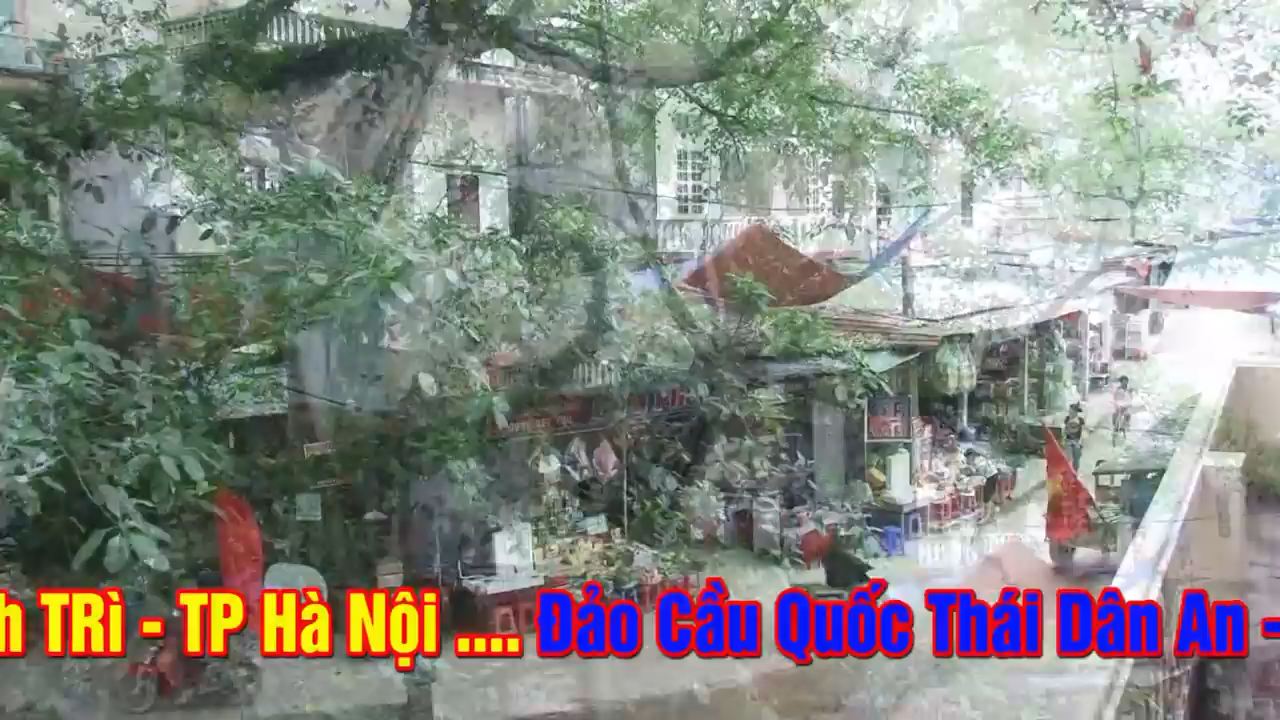 h TRì - TP Hà Nội .... Đảo Cầu Quốc Thái Dân An -